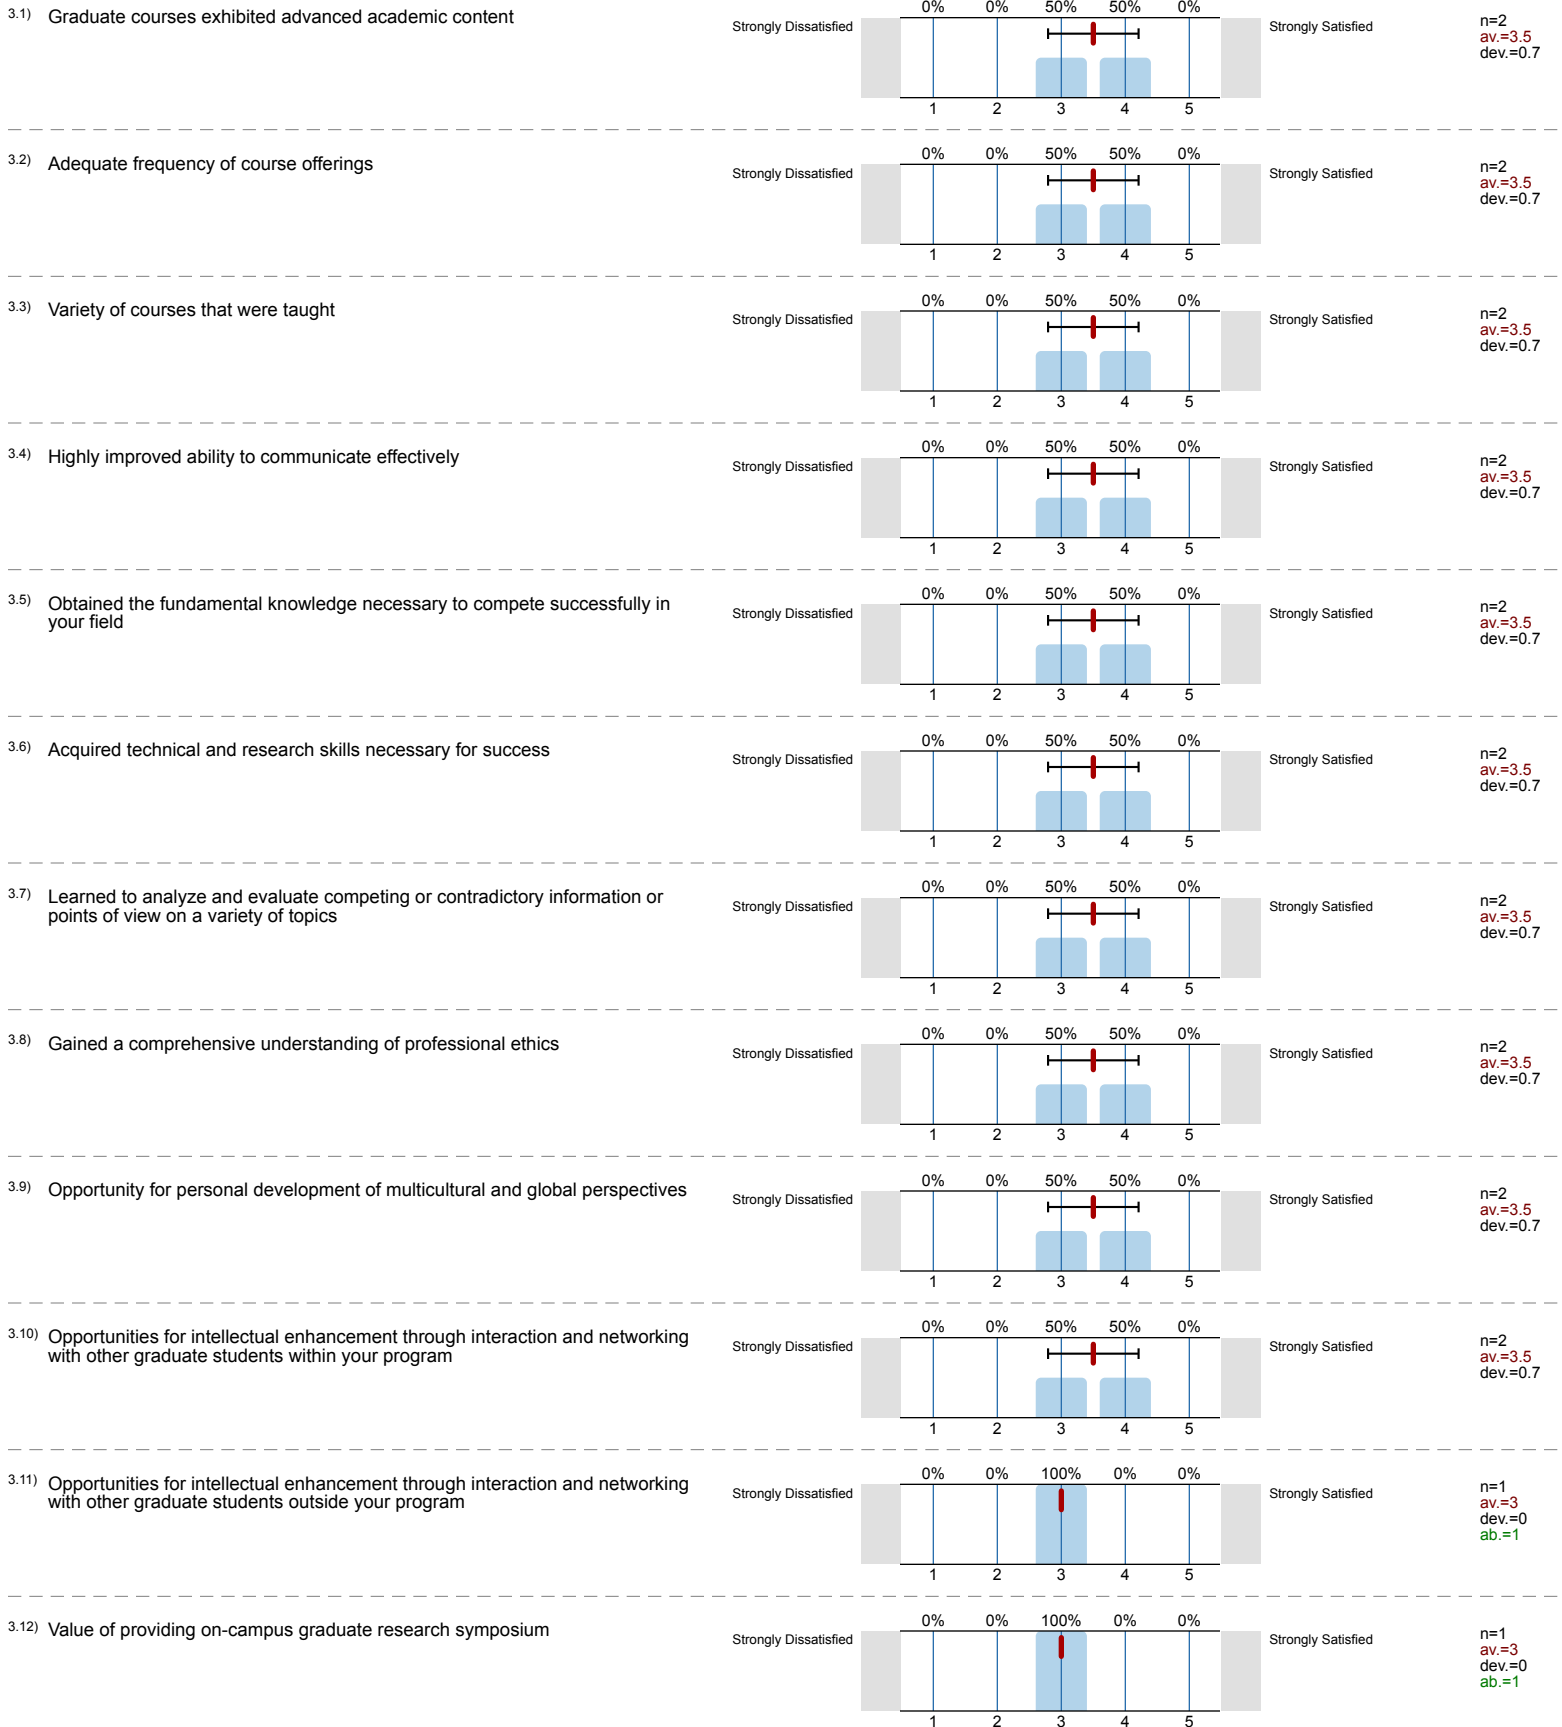 3.1) Graduate courses exhibited advanced academic content
0% 0% 50% 50% 0%
Strongly Dissatisfied Strongly Satisfied
n=2
av.=3.5
dev.=0.7
1 2 3 4 5
3.2) Adequate frequency of course offerings
0% 0% 50% 50% 0%
Strongly Dissatisfied Strongly Satisfied
n=2
av.=3.5
dev.=0.7
1 2 3 4 5
3.3) Variety of courses that were taught
0% 0% 50% 50% 0%
Strongly Dissatisfied Strongly Satisfied
n=2
av.=3.5
dev.=0.7
1 2 3 4 5
3.4) Highly improved ability to communicate effectively
0% 0% 50% 50% 0%
Strongly Dissatisfied Strongly Satisfied
n=2
av.=3.5
dev.=0.7
1 2 3 4 5
3.5) Obtained the fundamental knowledge necessary to compete successfully in
your field
0% 0% 50% 50% 0%
Strongly Dissatisfied Strongly Satisfied
n=2
av.=3.5
dev.=0.7
1 2 3 4 5
3.6) Acquired technical and research skills necessary for success
0% 0% 50% 50% 0%
Strongly Dissatisfied Strongly Satisfied
n=2
av.=3.5
dev.=0.7
1 2 3 4 5
3.7) Learned to analyze and evaluate competing or contradictory information or
points of view on a variety of topics
0% 0% 50% 50% 0%
Strongly Dissatisfied Strongly Satisfied
n=2
av.=3.5
dev.=0.7
1 2 3 4 5
3.8) Gained a comprehensive understanding of professional ethics
0% 0% 50% 50% 0%
Strongly Dissatisfied Strongly Satisfied
n=2
av.=3.5
dev.=0.7
1 2 3 4 5
3.9) Opportunity for personal development of multicultural and global perspectives
0% 0% 50% 50% 0%
Strongly Dissatisfied Strongly Satisfied
n=2
av.=3.5
dev.=0.7
1 2 3 4 5
3.10) Opportunities for intellectual enhancement through interaction and networking
with other graduate students within your program
0% 0% 50% 50% 0%
Strongly Dissatisfied Strongly Satisfied
n=2
av.=3.5
dev.=0.7
1 2 3 4 5
3.11) Opportunities for intellectual enhancement through interaction and networking
with other graduate students outside your program
0% 0% 100% 0% 0%
Strongly Dissatisfied Strongly Satisfied
n=1
av.=3
dev.=0
ab.=1
1 2 3 4 5
3.12) Value of providing on-campus graduate research symposium
0% 0% 100% 0% 0%
Strongly Dissatisfied Strongly Satisfied
n=1
av.=3
dev.=0
ab.=1
1 2 3 4 5